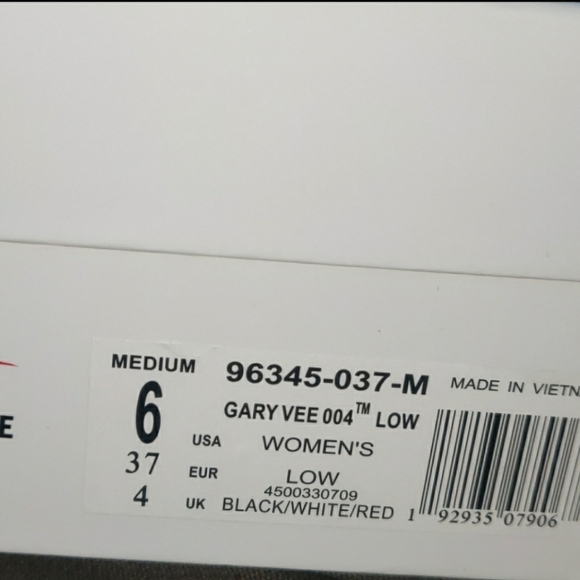 MEDIUM 96345-037-M MADE IN VIETN
6 USA GARY VEE 004™ LOW
37 EUR WOMEN'S
4 UK LOW
4500330709
BLACK/WHITE/RED 1 92935 07906
E